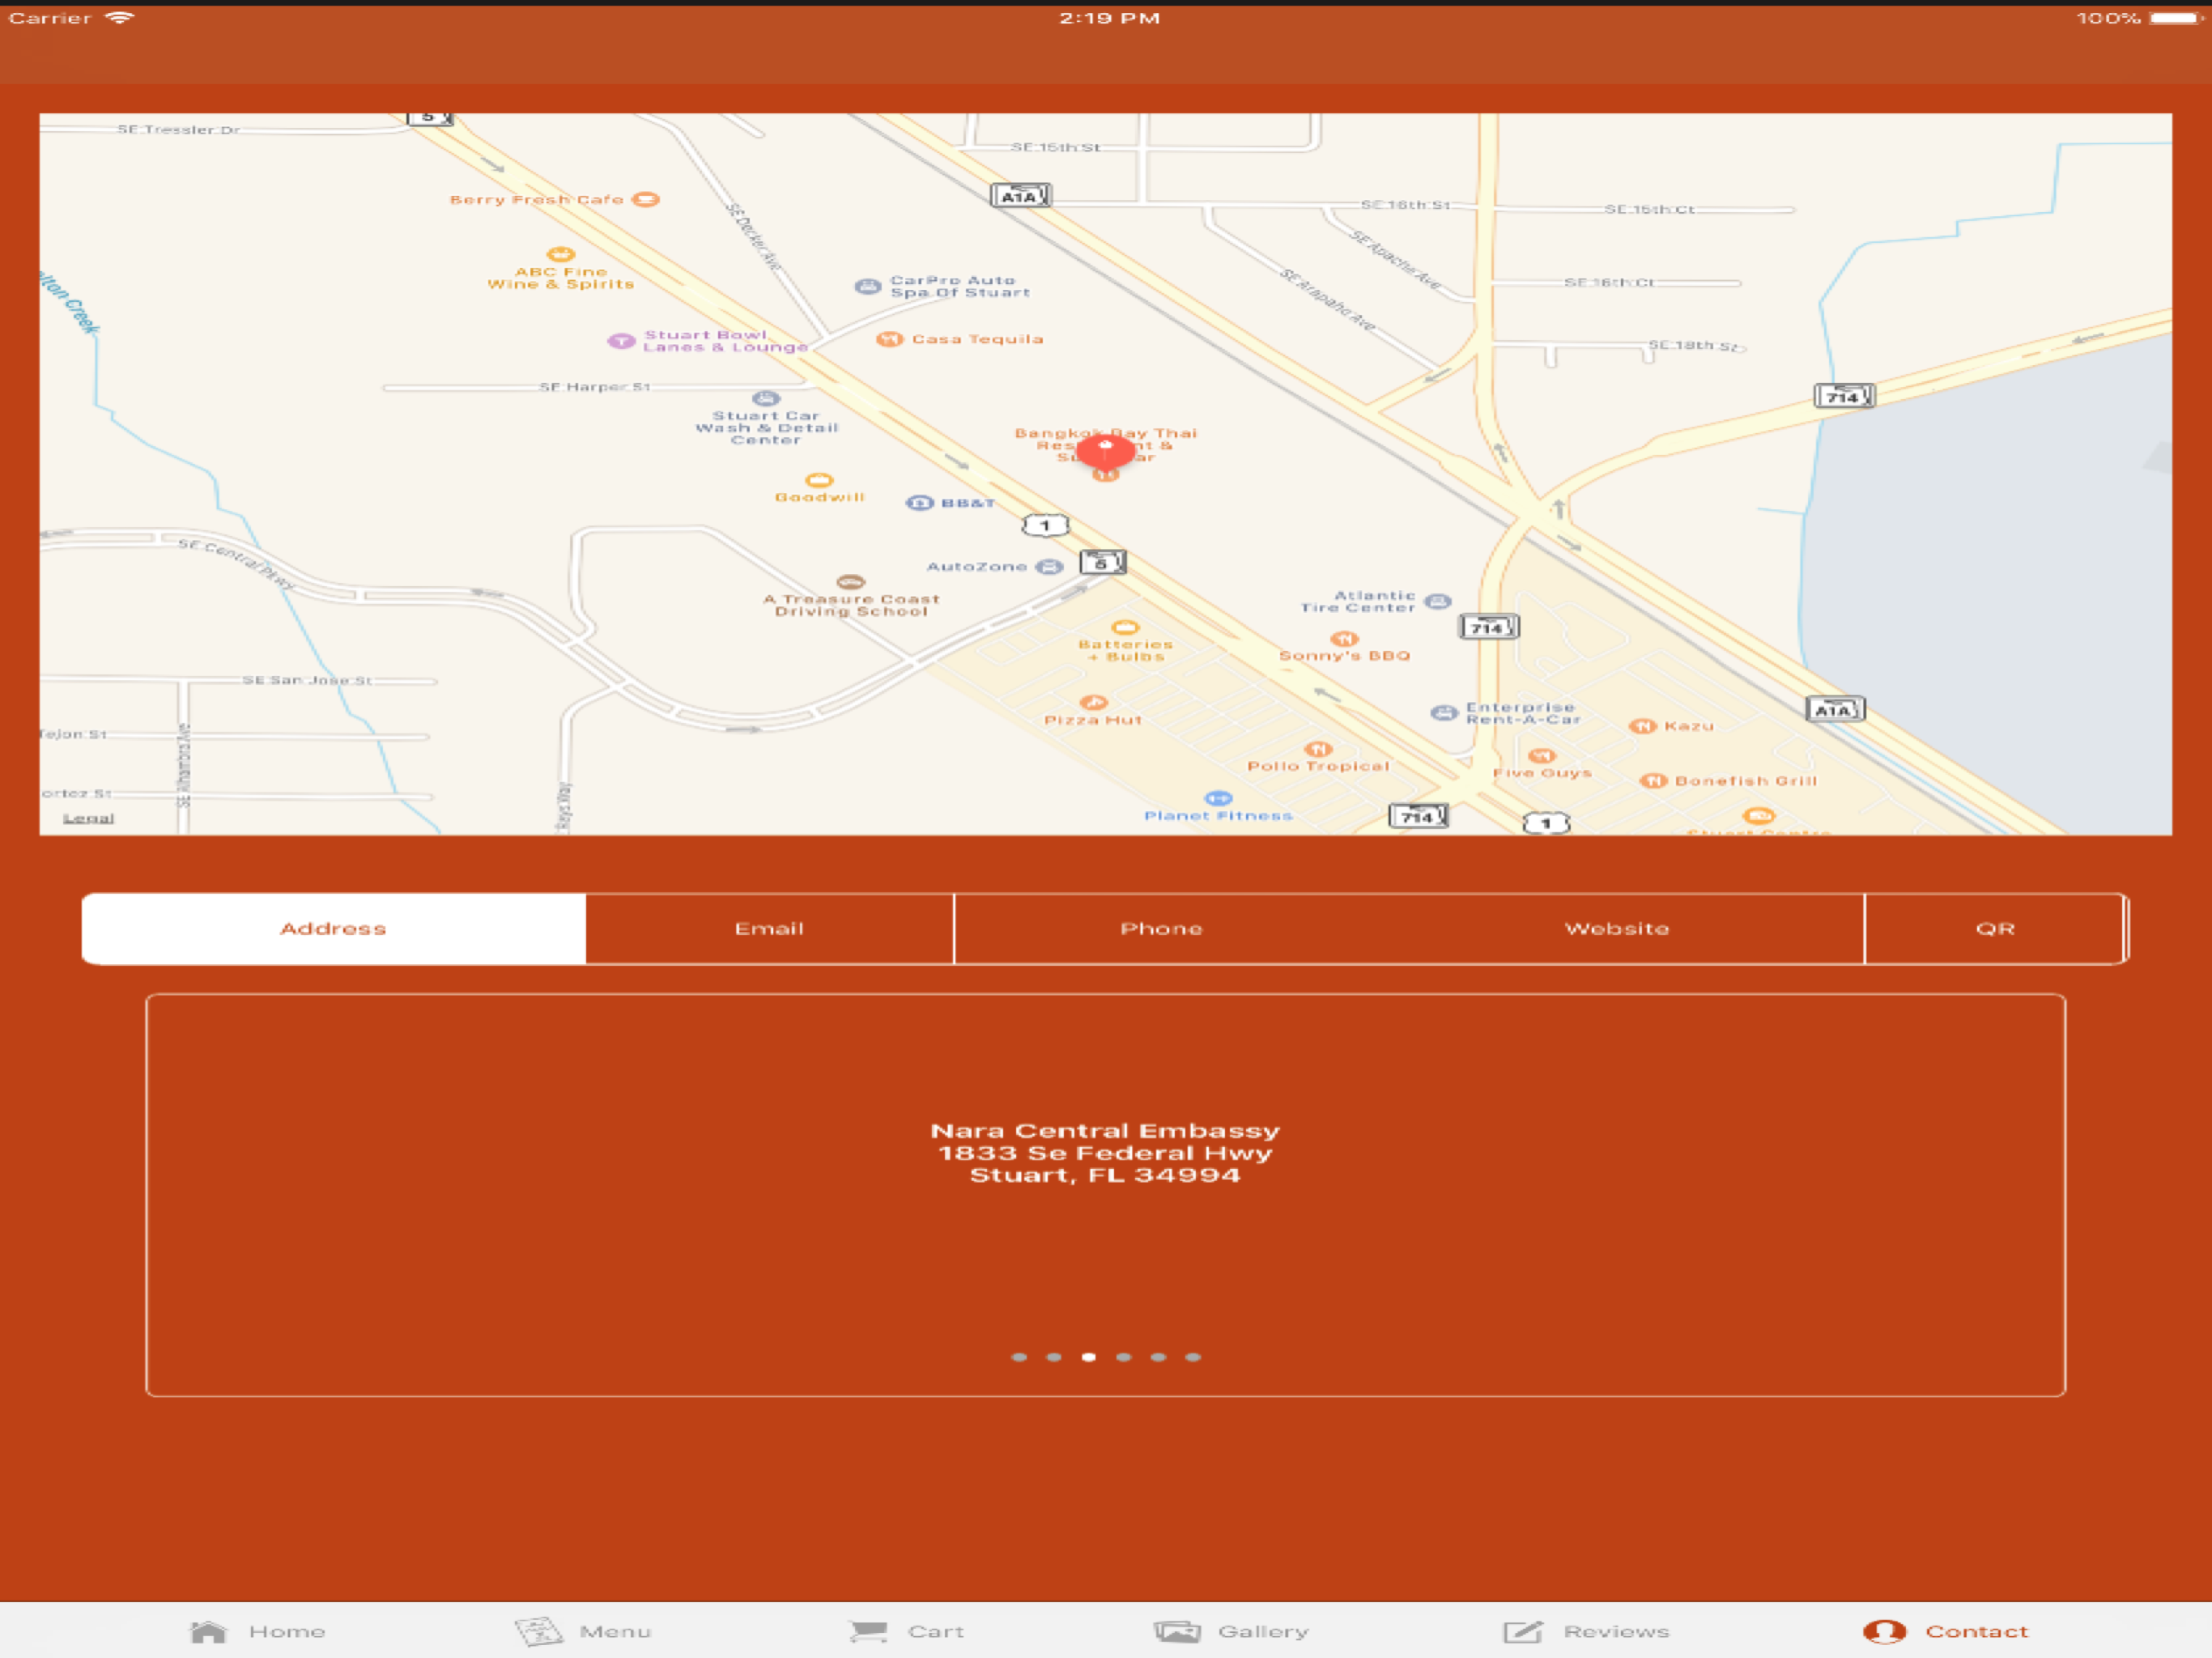 Carrier
2:19 PM
100%
SE Tressler Dr
5
SE 15th St
A1A
Berry Fresh Cafe
SE Decker Ave
SE 16th St
SE 15th Ct
SE Apache Ave
ABC Fine
Wine & Spirits
CarPro Auto
Spa Of Stuart
SE Arapaho Ave
SE 16th Ct
Creek
Stuart Bowl
Lanes & Lounge
Casa Tequila
SE 18th St
SE Harper St
714
Stuart Car
Wash & Detail
Center
Bangkok Bay Thai
Goodwill
BB&T
1
SE Central Pkwy
AutoZone
5
A Treasure Coast
Driving School
Atlantic
Tire Center
714
Batteries
+ Bulbs
Sonny's BBQ
SE San Jose St
Pizza Hut
Enterprise
Rent-A-Car
Kazu
A1A
Tejon St
SE Alhambra Ave
Pollo Tropical
Five Guys
Bonefish Grill
ortez St
Legal
Planet Fitness
714
1
Address
Email
Phone
Website
QR
Nara Central Embassy
1833 Se Federal Hwy
Stuart, FL 34994
Home
Menu
Cart
Gallery
Reviews
Contact